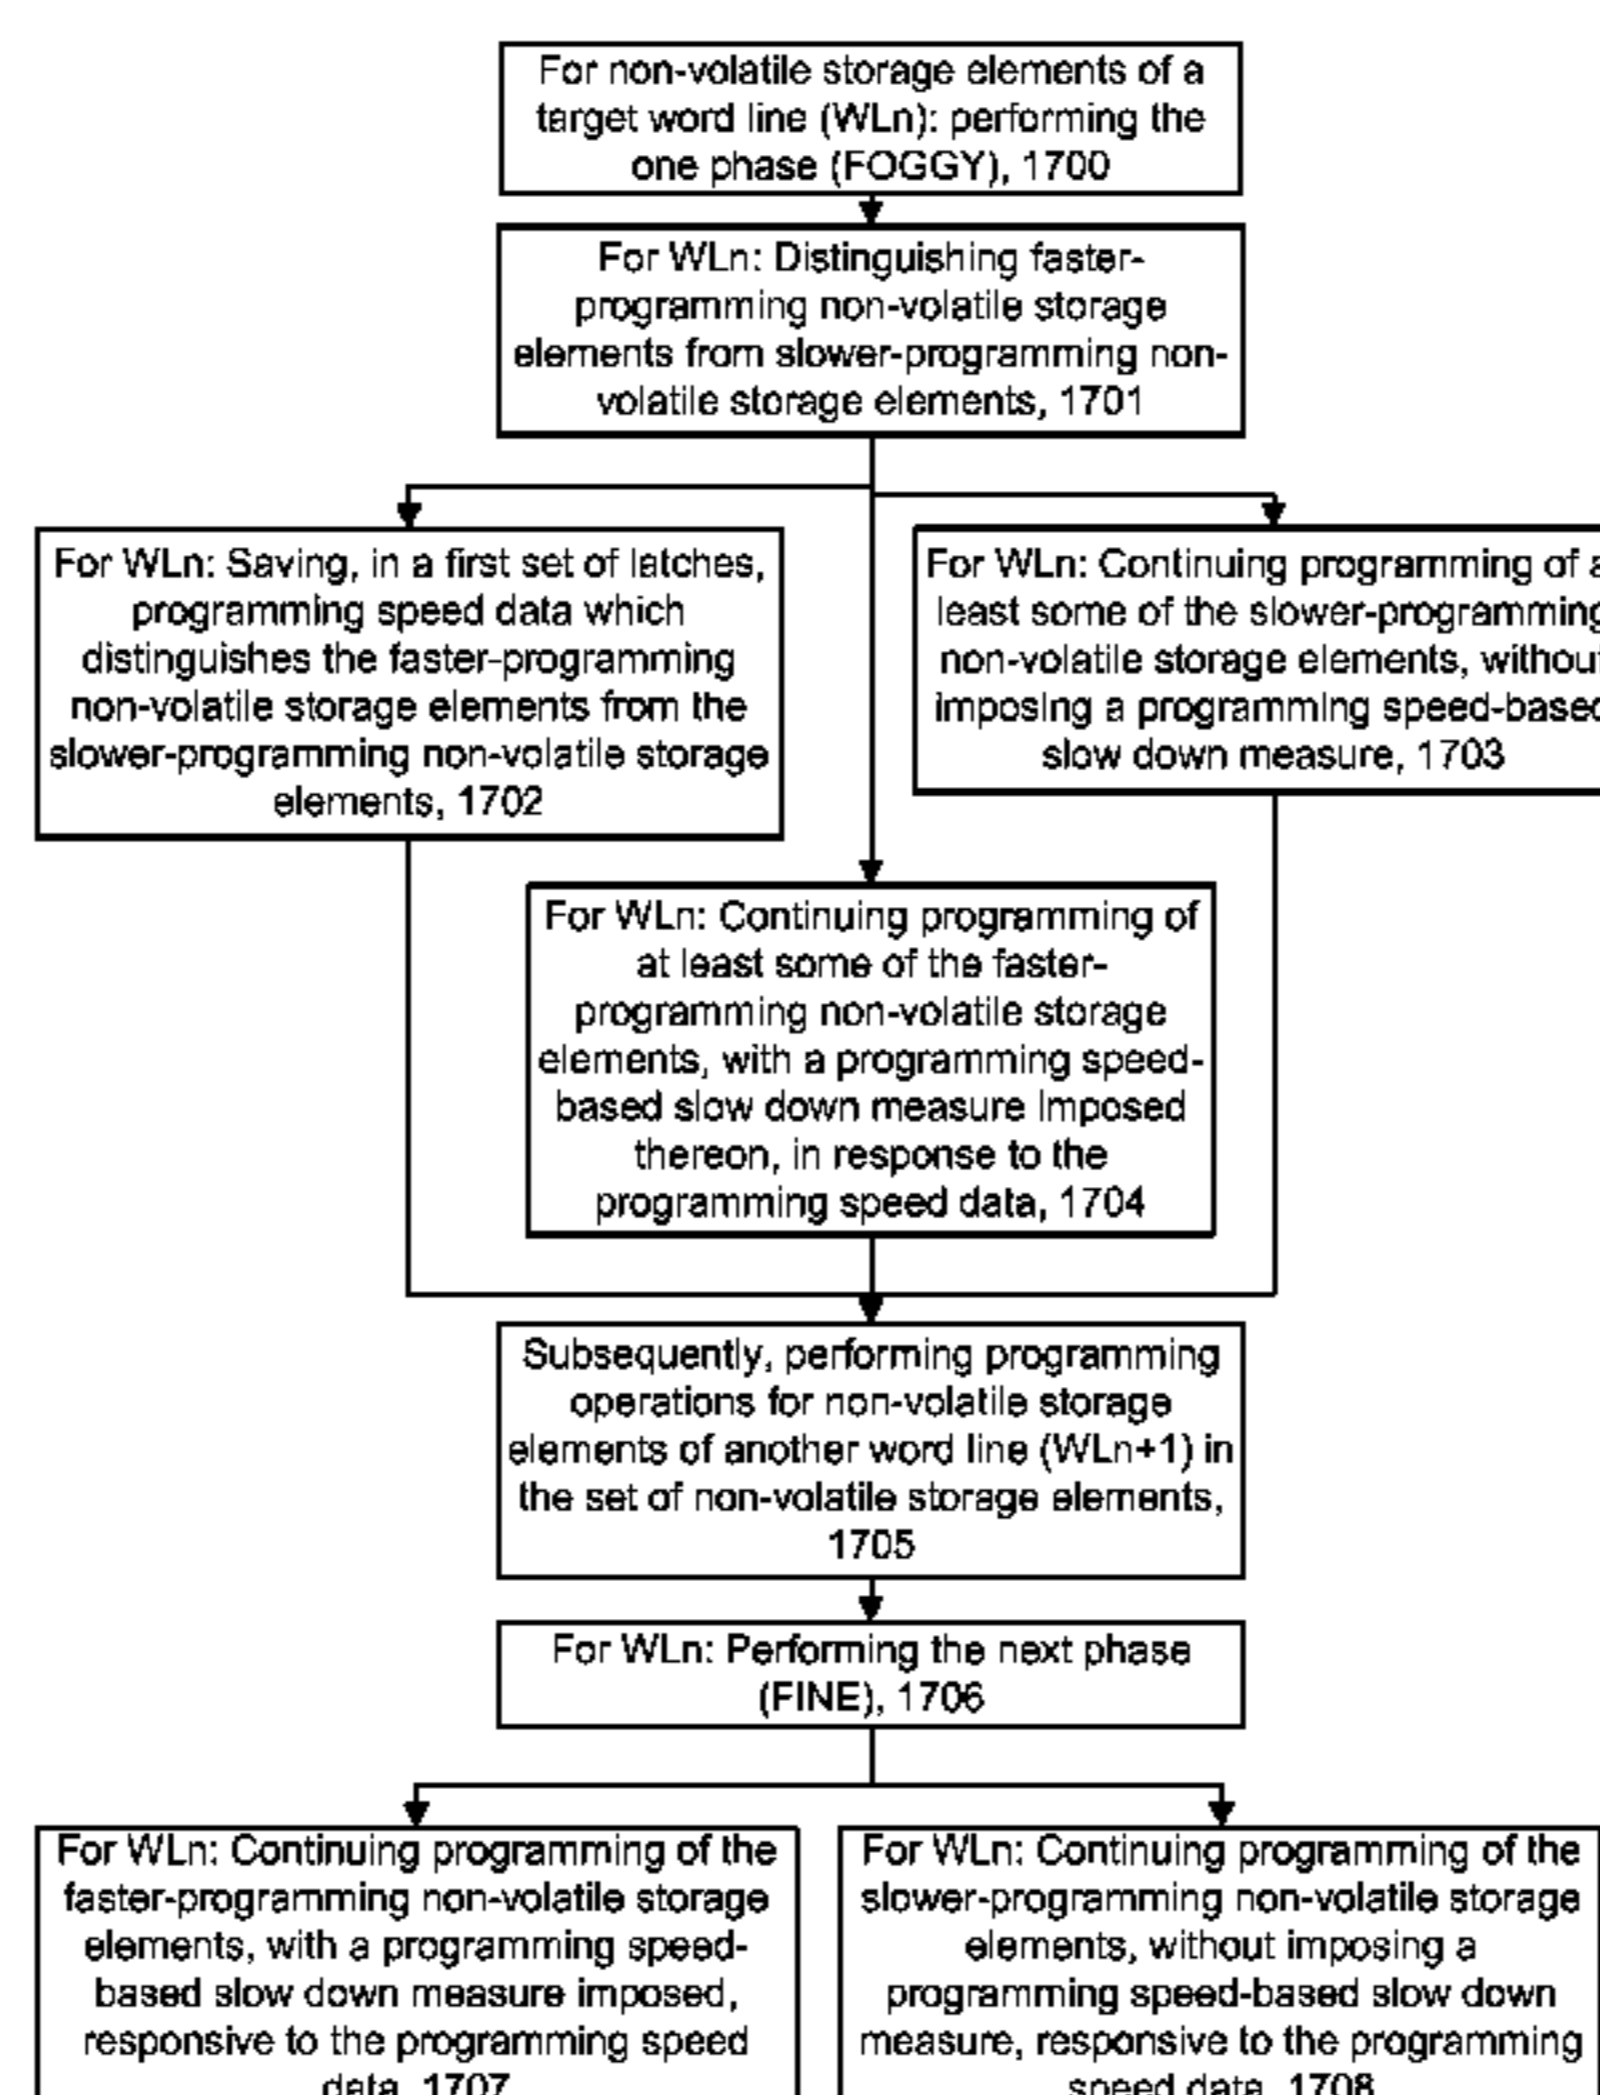 For non-volatile storage elements of a
target word line (WLn): performing the
one phase (FOGGY), 1700
For WLn: Distinguishing faster-
programming non-volatile storage
elements from slower-programming non-
volatile storage elements, 1701
For WLn: Saving, in a first set of latches,
programming speed data which
distinguishes the faster-programming
non-volatile storage elements from the
slower-programming non-volatile storage
elements, 1702
For WLn: Continuing programming of a
least some of the slower-programming
non-volatile storage elements, without
imposing a programming speed-based
slow down measure, 1703
For WLn: Continuing programming of
at least some of the faster-
programming non-volatile storage
elements, with a programming speed-
based slow down measure imposed
thereon, in response to the
programming speed data, 1704
Subsequently, performing programming
operations for non-volatile storage
elements of another word line (WLn+1) in
the set of non-volatile storage elements,
1705
For WLn: Performing the next phase
(FINE), 1706
For WLn: Continuing programming of the
faster-programming non-volatile storage
elements, with a programming speed-
based slow down measure imposed,
responsive to the programming speed
data, 1707
For WLn: Continuing programming of the
slower-programming non-volatile storage
elements, without imposing a
programming speed-based slow down
measure, responsive to the programming
speed data, 1708